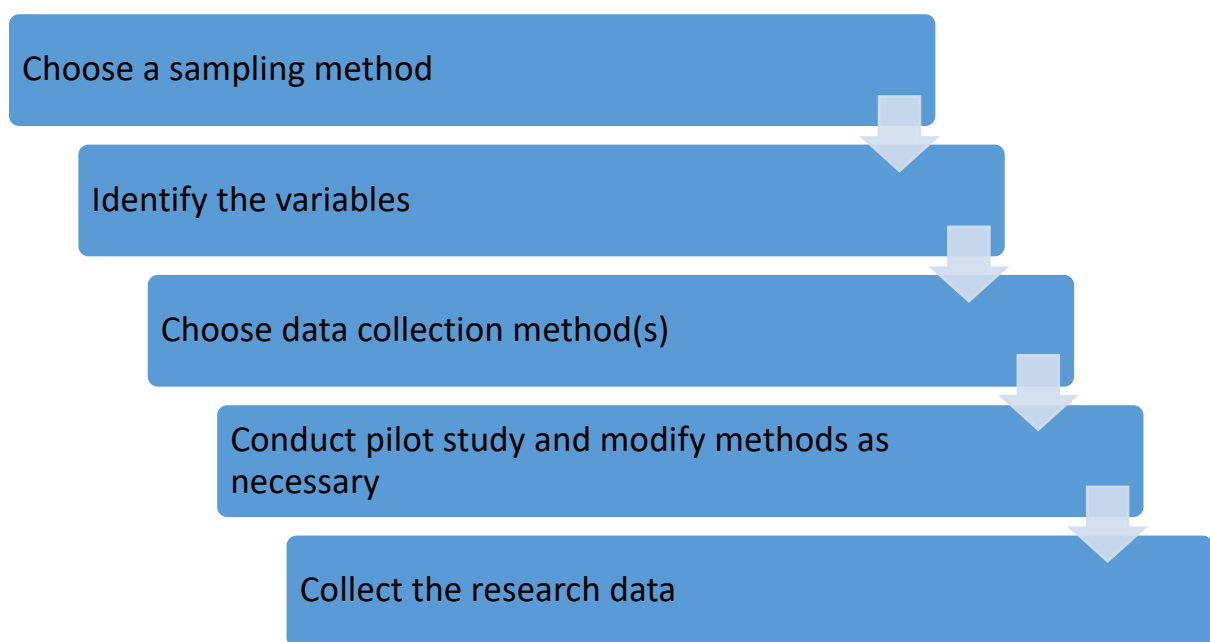 Choose a sampling method
Identify the variables
Choose data collection method(s)
Conduct pilot study and modify methods as
necessary
Collect the research data